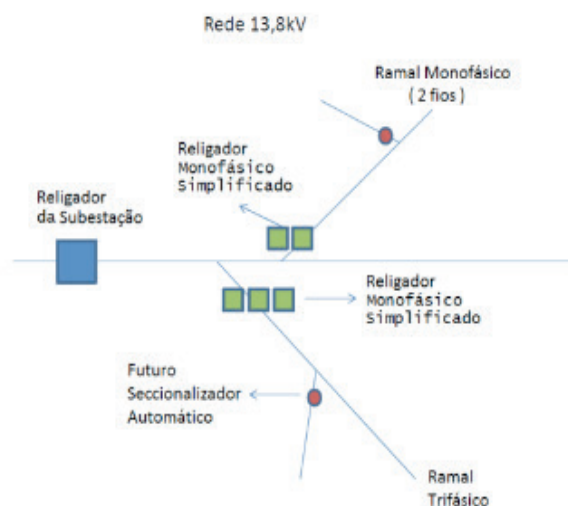 Rede 13,8kV
Ramal Monofásico
( 2 fios )
Religador
Monofásico
Simplificado
Religador
da Subestação
Religador
Monofásico
Simplificado
Futuro
Seccionalizador
Automático
Ramal
Trifásico